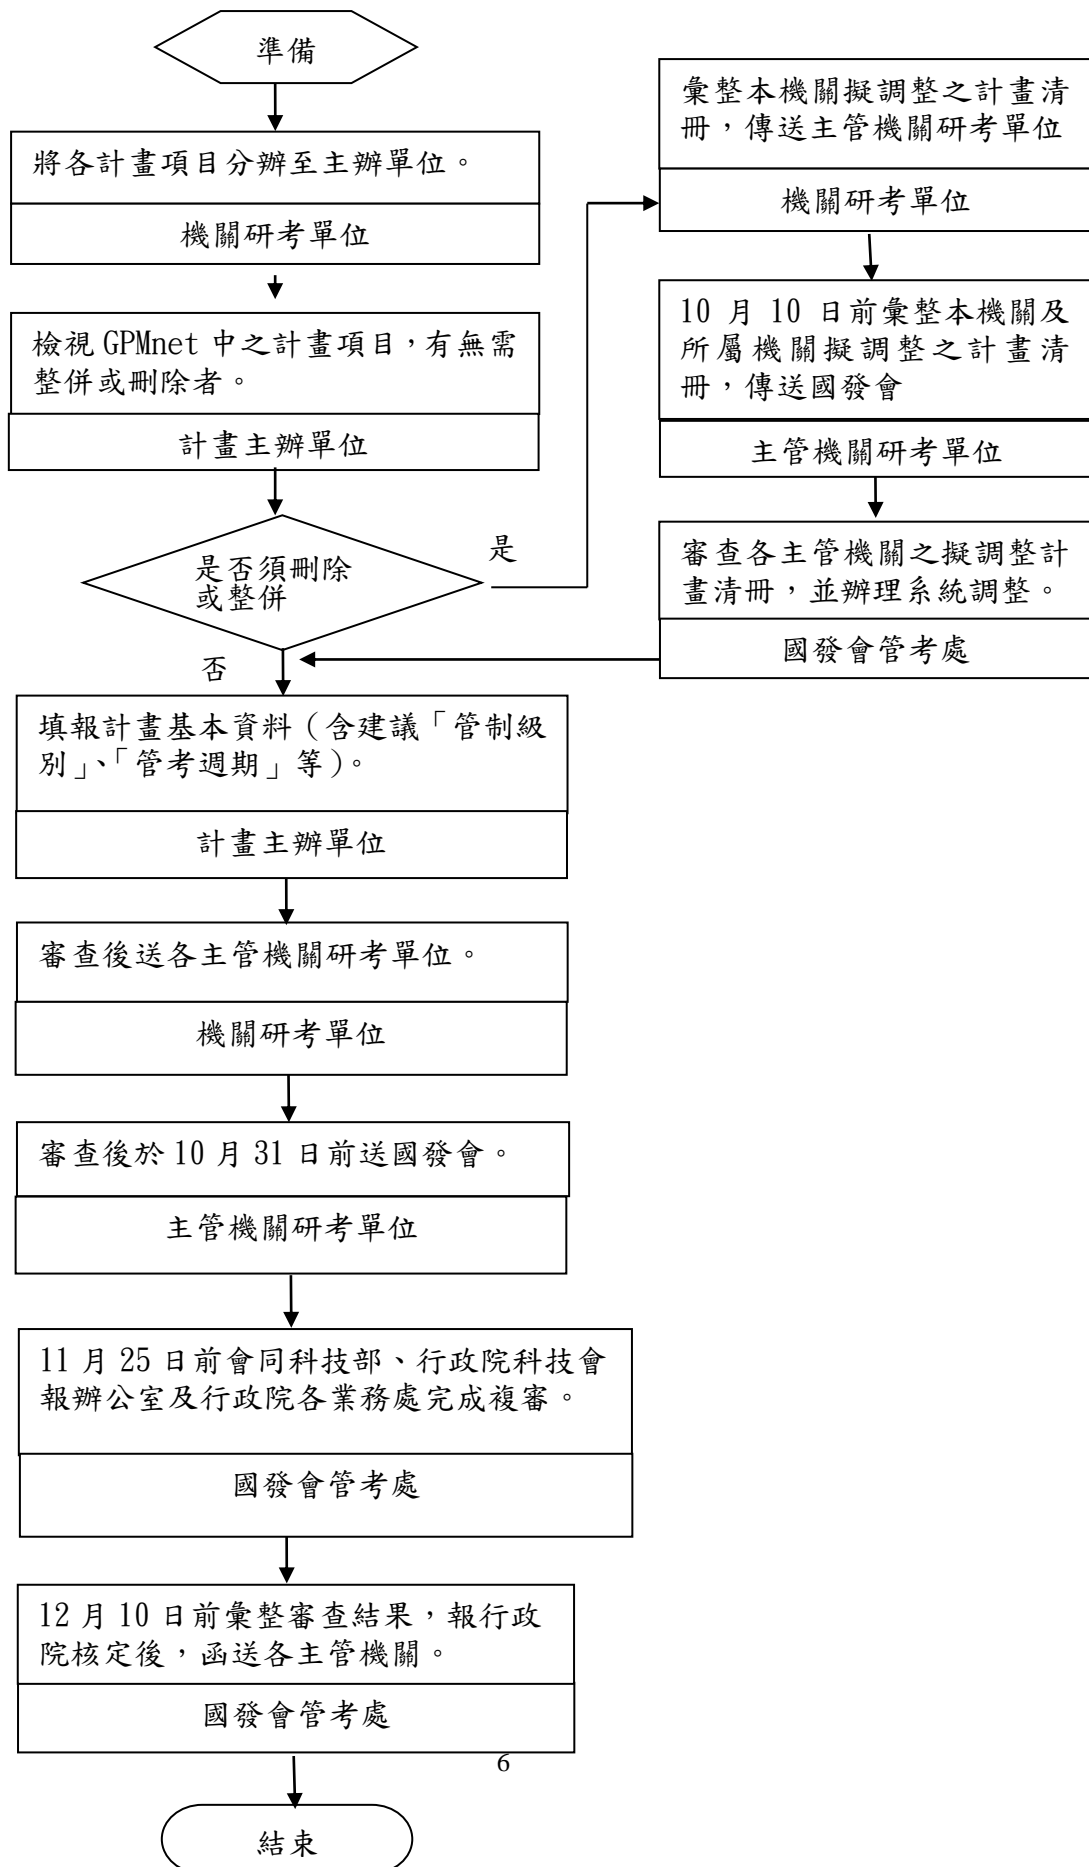 準備
將各計畫項目分辦至主辦單位。
機關研考單位
檢視 GPMnet 中之計畫項目，有無需
整併或刪除者。
計畫主辦單位
是否須刪除
或整併
是
否
彙整本機關擬調整之計畫清
冊，傳送主管機關研考單位
機關研考單位
10 月 10 日前彙整本機關及
所屬機關擬調整之計畫清
冊，傳送國發會
主管機關研考單位
審查各主管機關之擬調整計
畫清冊，並辦理系統調整。
國發會管考處
填報計畫基本資料（含建議「管制級
別」、「管考週期」等）。
計畫主辦單位
審查後送各主管機關研考單位。
機關研考單位
審查後於 10 月 31 日前送國發會。
主管機關研考單位
11 月 25 日前會同科技部、行政院科技會
報辦公室及行政院各業務處完成複審。
國發會管考處
12 月 10 日前彙整審查結果，報行政
院核定後，函送各主管機關。
國發會管考處
6
結束